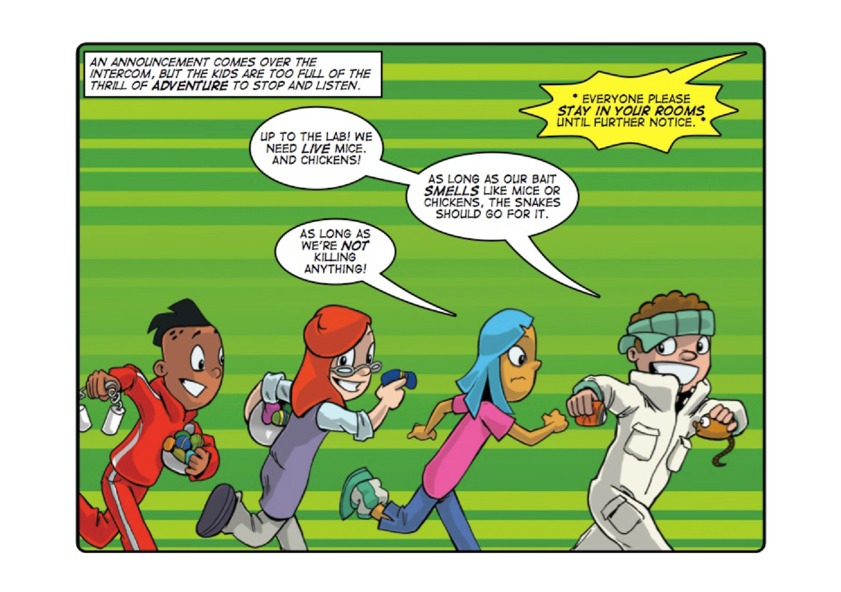 AN ANNOUNCEMENT COMES OVER THE
INTERCOM, BUT THE KIDS ARE TOO FULL OF THE
THRILL OF ADVENTURE TO STOP AND LISTEN.
" EVERYONE PLEASE
STAY IN YOUR ROOMS
UNTIL FURTHER NOTICE. "
UP TO THE LAB! WE
NEED LIVE MICE.
AND CHICKENS!
AS LONG AS OUR BAIT
SMELLS LIKE MICE OR
CHICKENS, THE SNAKES
SHOULD GO FOR IT.
AS LONG AS
WE'RE NOT
KILLING
ANYTHING!